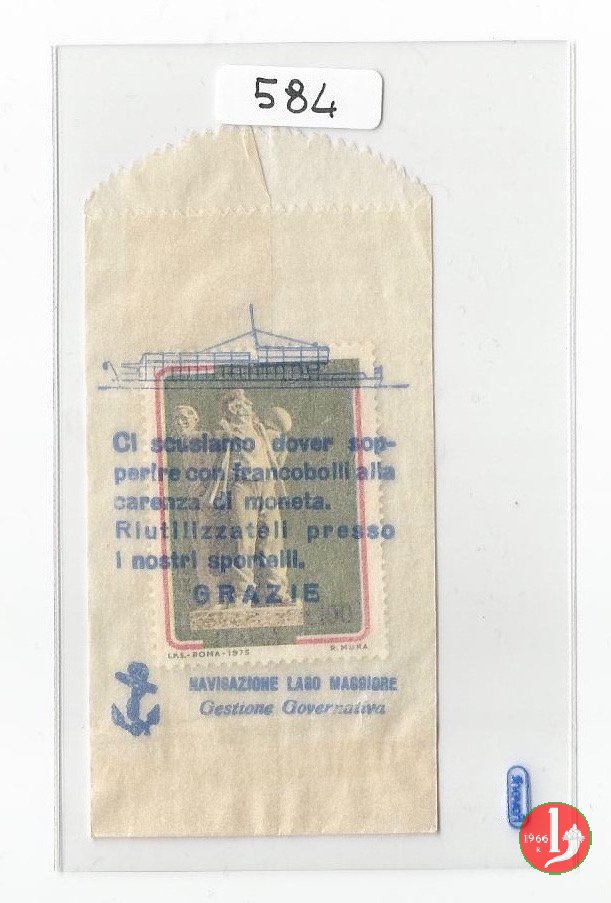 584
Ci scusiamo dover sop-
perire con francobolli alla
carenza di moneta.
Riutilizzateli presso
i nostri sportelli.
GRAZIE
I.P.S.-ROMA-1975 R. MURA
NAVIGAZIONE LAGO MAGGIORE
Gestione Governativa
1966
K